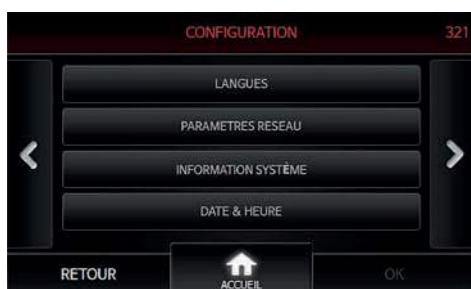 CONFIGURATION 321
LANGUES
PARAMETRES RESEAU
INFORMATION SYSTÈME
DATE & HEURE
RETOUR ACCUEIL OK